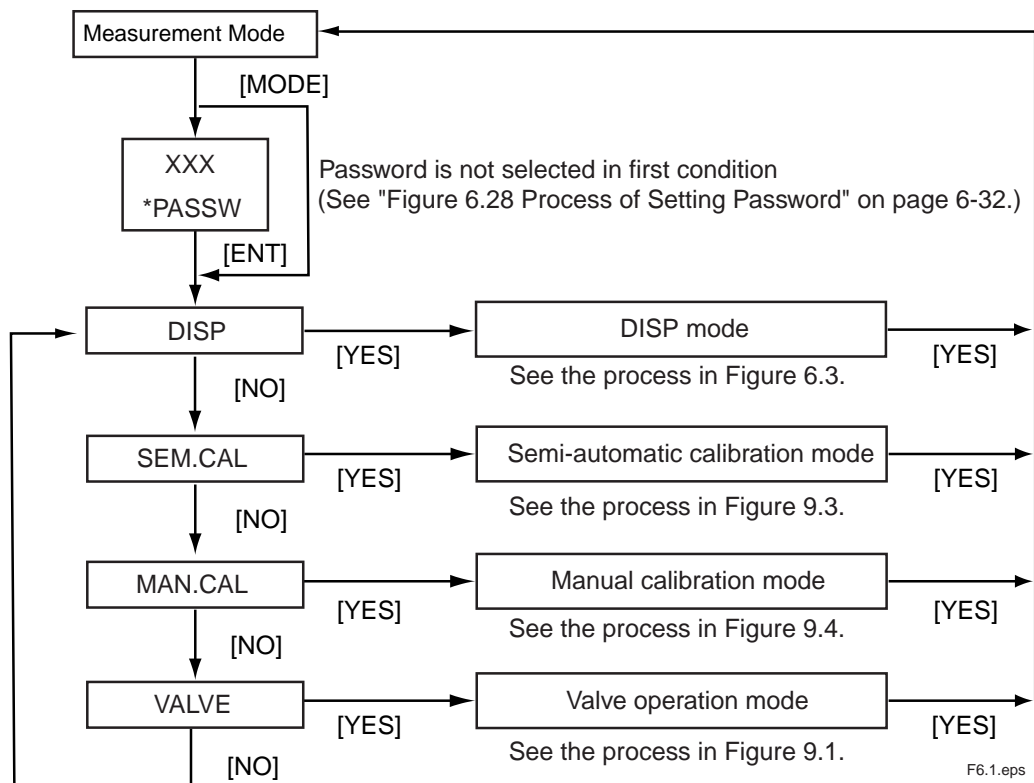 Measurement Mode
[MODE]
XXX
*PASSW
Password is not selected in first condition
(See "Figure 6.28 Process of Setting Password" on page 6-32.)
[ENT]
DISP
[YES]
DISP mode
[YES]
See the process in Figure 6.3.
[NO]
SEM.CAL
[YES]
Semi-automatic calibration mode
[YES]
See the process in Figure 9.3.
[NO]
MAN.CAL
[YES]
Manual calibration mode
[YES]
See the process in Figure 9.4.
[NO]
VALVE
[YES]
Valve operation mode
[YES]
See the process in Figure 9.1.
[NO]
F6.1.eps